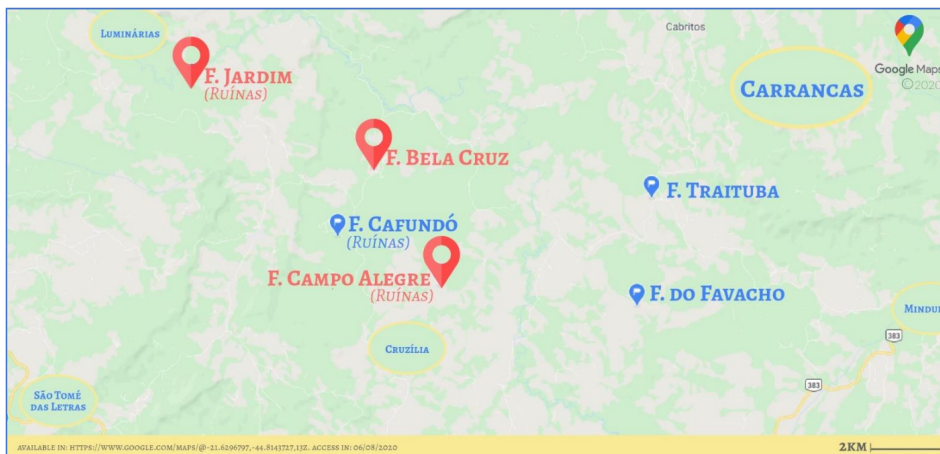 Cabritos
LUMINÁRIAS
Google Maps
©2020
F. JARDIM
(RUÍNAS)
CARRANCAS
F. BELA CRUZ
F. TRAITUBA
F. CAFUNDÓ
(RUÍNAS)
F. CAMPO ALEGRE
(RUÍNAS)
F. DO FAVACHO
MINDU
383
CRUZÍLIA
383
SÃO TOMÉ
DAS LETRAS
AVAILABLE IN: HTTPS://WWW.GOOGLE.COM/MAPS/@-21.6296797,-44.8143727,13Z. ACCESS IN: 06/08/2020
2KM